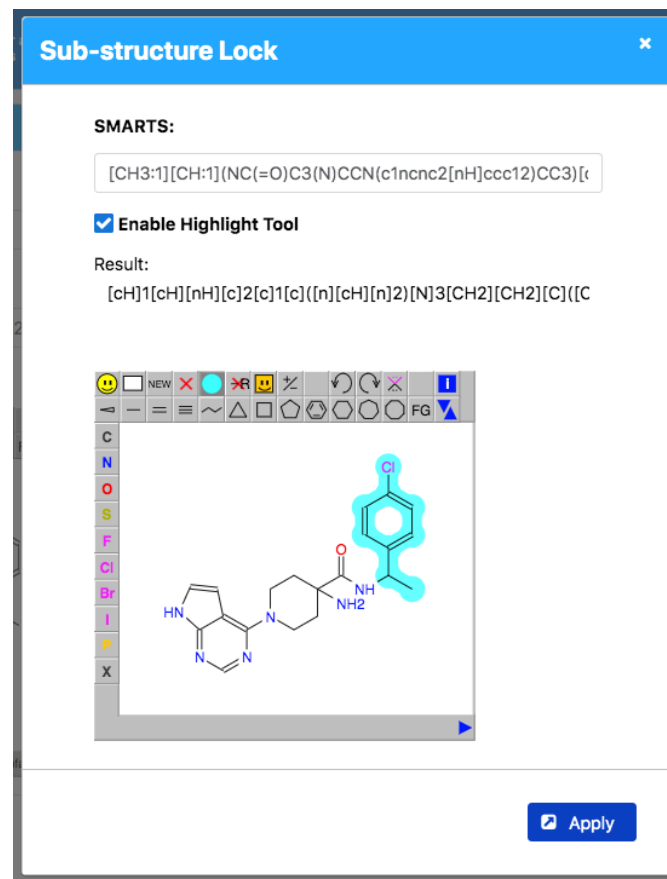 Sub-structure Lock ×
SMARTS:
[CH3:1][CH:1](NC(=O)C3(N)CCN(c1ncnc2[nH]ccc12)CC3)[
Enable Highlight Tool
Result:
[cH]1[cH][nH][c]2[c]1[c]([n][cH][n]2)[N]3[CH2][CH2][C]([C
NEW R +/- i
FG
C
N
O
S
F
Cl
Br
I
P
X
Cl
O
NH
NH2
HN
N
N
N
Apply